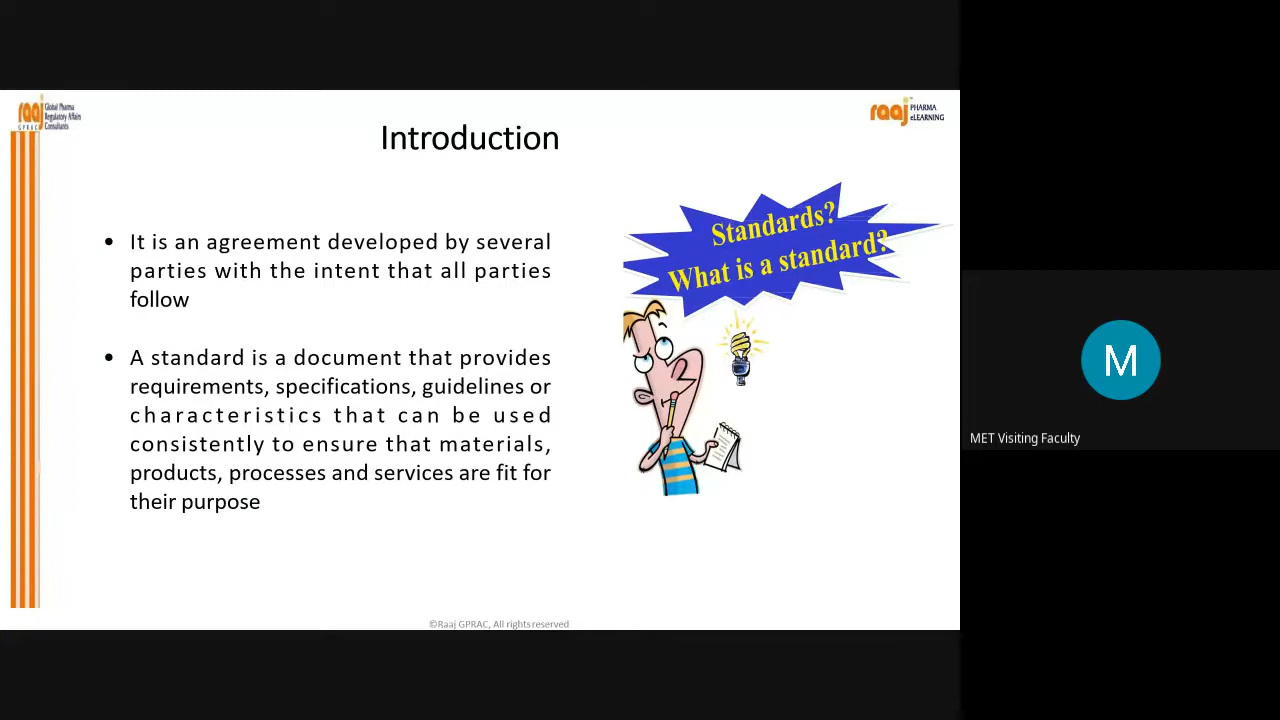 raaj
Global Pharma
Regulatory Affairs
Consultants
GPRAC
raaj
PHARMA
eLEARNING
Introduction
Standards?
What is a standard?
• It is an agreement developed by several
parties with the intent that all parties
follow
• A standard is a document that provides
requirements, specifications, guidelines or
characteristics that can be used
consistently to ensure that materials,
products, processes and services are fit for
their purpose
©Raaj GPRAC, All rights reserved
M
MET Visiting Faculty